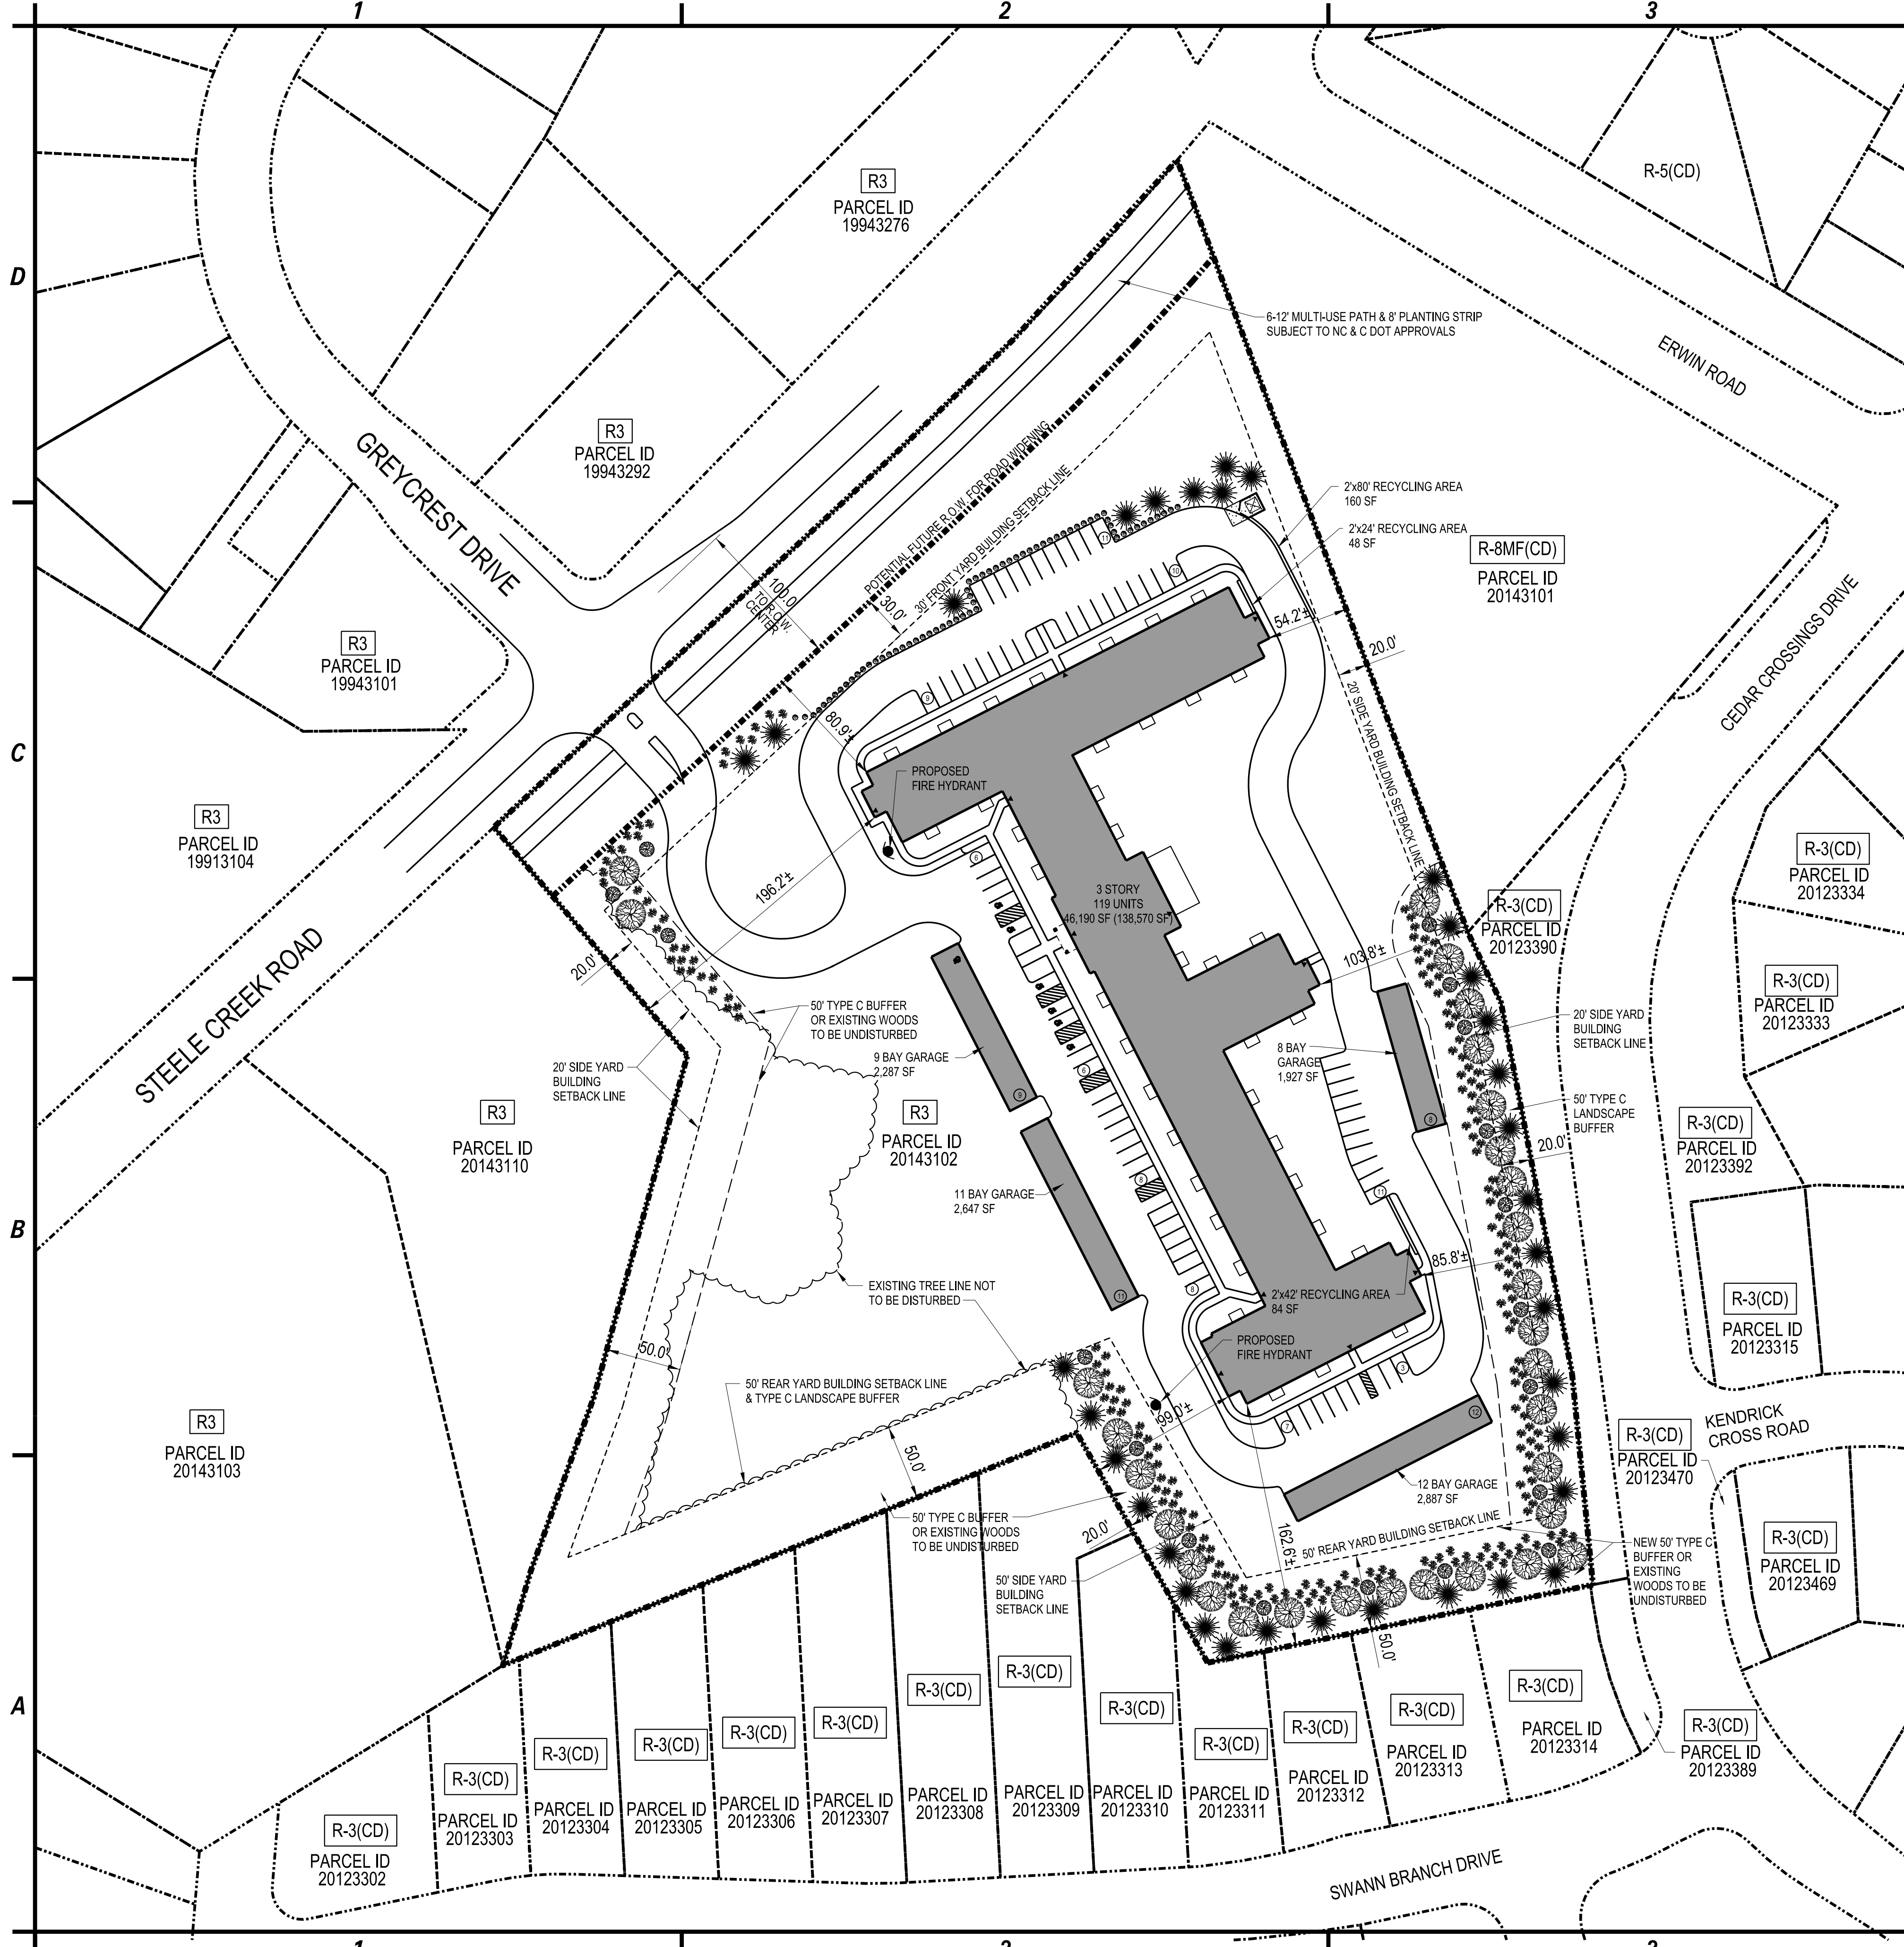 1
2
3
D
C
B
A
R3
PARCEL ID
19943276
R-5(CD)
6-12' MULTI-USE PATH & 8' PLANTING STRIP
SUBJECT TO NC & C DOT APPROVALS
ERWIN ROAD
R3
PARCEL ID
19943292
GREYCREST DRIVE
POTENTIAL FUTURE R.O.W. FOR ROAD WIDENING
30' FRONT YARD BUILDING SETBACK LINE
2'x80' RECYCLING AREA
160 SF
2'x24' RECYCLING AREA
48 SF
R-8MF(CD)
PARCEL ID
20143101
100.0'
TO R.O.W.
CENTER
30.0'
11
10
9
54.2'±
20.0'
20' SIDE YARD BUILDING SETBACK LINE
CEDAR CROSSINGS DRIVE
R3
PARCEL ID
19943101
80.9'±
PROPOSED
FIRE HYDRANT
R3
PARCEL ID
19913104
196.2'±
6
3 STORY
119 UNITS
46,190 SF (138,570 SF)
R-3(CD)
PARCEL ID
20123334
R-3(CD)
PARCEL ID
20123390
103.8'±
STEELE CREEK ROAD
20.0'
R-3(CD)
PARCEL ID
20123333
50' TYPE C BUFFER
OR EXISTING WOODS
TO BE UNDISTURBED
20' SIDE YARD
BUILDING
SETBACK LINE
9 BAY GARAGE
2,287 SF
8 BAY
GARAGE
1,927 SF
20' SIDE YARD
BUILDING
SETBACK LINE
6
9
8
50' TYPE C
LANDSCAPE
BUFFER
20.0'
R3
PARCEL ID
20143110
R3
PARCEL ID
20143102
R-3(CD)
PARCEL ID
20123392
11 BAY GARAGE
2,647 SF
8
11
85.8'±
EXISTING TREE LINE NOT
TO BE DISTURBED
8
11
2'x42' RECYCLING AREA
84 SF
R-3(CD)
PARCEL ID
20123315
50.0'
PROPOSED
FIRE HYDRANT
3
50' REAR YARD BUILDING SETBACK LINE
& TYPE C LANDSCAPE BUFFER
99.0'±
7
12
R3
PARCEL ID
20143103
50.0'
R-3(CD)
PARCEL ID
20123470
KENDRICK
CROSS ROAD
12 BAY GARAGE
2,887 SF
50' TYPE C BUFFER
OR EXISTING WOODS
TO BE UNDISTURBED
20.0'
162.6'±
50' REAR YARD BUILDING SETBACK LINE
NEW 50' TYPE C
BUFFER OR
EXISTING
WOODS TO BE
UNDISTURBED
R-3(CD)
PARCEL ID
20123469
50' SIDE YARD
BUILDING
SETBACK LINE
50.0'
R-3(CD)
PARCEL ID
20123302
R-3(CD)
PARCEL ID
20123303
R-3(CD)
PARCEL ID
20123304
R-3(CD)
PARCEL ID
20123305
R-3(CD)
PARCEL ID
20123306
R-3(CD)
PARCEL ID
20123307
R-3(CD)
PARCEL ID
20123308
R-3(CD)
PARCEL ID
20123309
R-3(CD)
PARCEL ID
20123310
R-3(CD)
PARCEL ID
20123311
R-3(CD)
PARCEL ID
20123312
R-3(CD)
PARCEL ID
20123313
R-3(CD)
PARCEL ID
20123314
R-3(CD)
PARCEL ID
20123389
SWANN BRANCH DRIVE